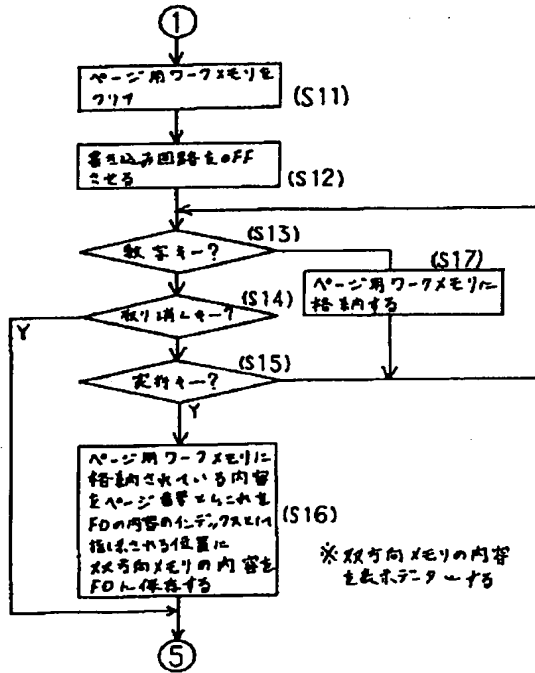 1
ページ用ワークメモリを
クリア
(S11)
書き込み回路をOFF
させる
(S12)
(S13)
数字キー?
(S17)
ページ用ワークメモリに
格納する
(S14)
取り消しキー?
Y
(S15)
実行キー?
Y
ページ用ワークメモリに
格納されている内容
をページ番号としこれを
FDの内容のインデックスとして
指示される位置に
双方向メモリの内容を
FDに保存する
(S16)
※双方向メモリの内容
を表示データーする
5